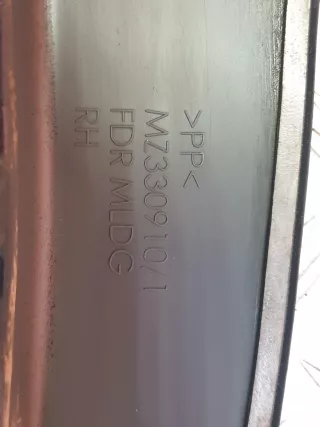 >PP<
MZ330910/1
FDR MLDG
RH